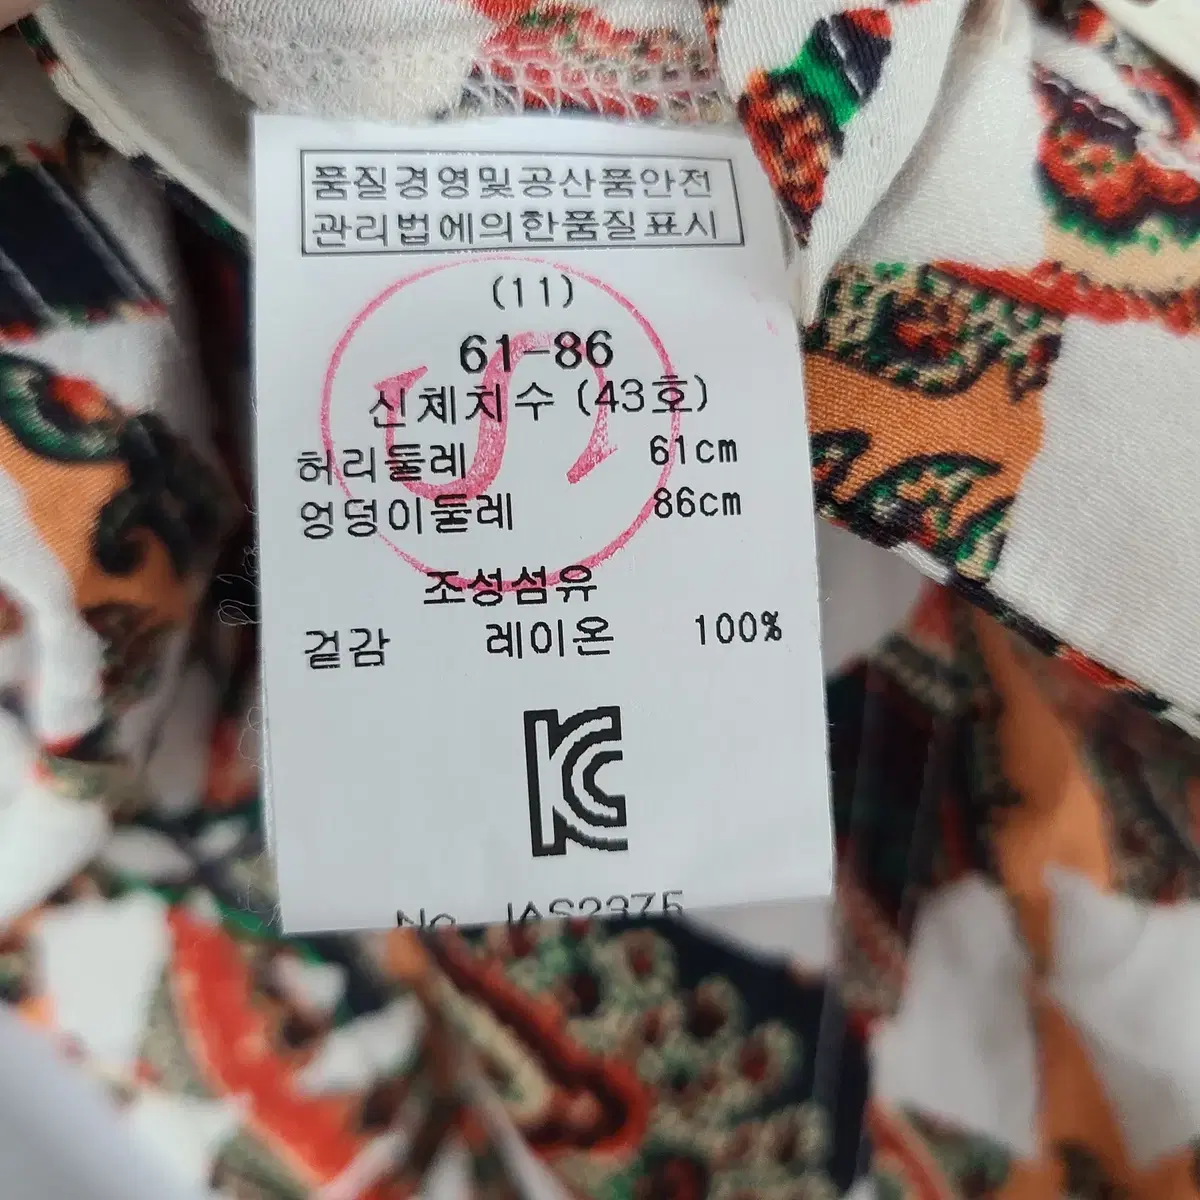 품질경영및공산품안전
관리법에의한품질표시
(11)
61-86
신체치수 (43호)
허리둘레 61cm
엉덩이둘레 86cm
조성섬유
겉감 레이온 100%
KC
No.